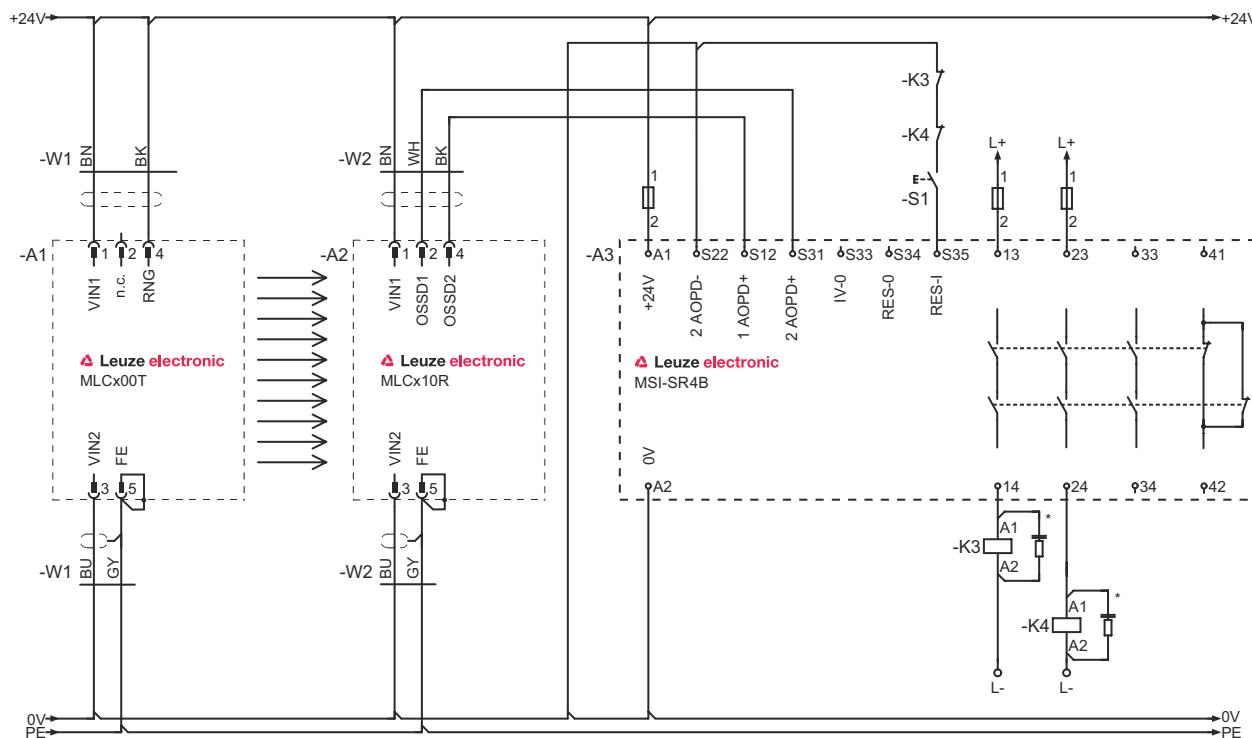 +24V +24V
-K3
-W1 BN BK -W2 BN WH BK -K4 L+ L+
1 E 1 1
2 -S1 2 2
-A1 1 2 4 -A2 1 2 4 -A3 A1 S22 S12 S31 S33 S34 S35 13 23 33 41
VIN1 n.c. RNG VIN1 OSSD1 OSSD2 +24V 2 AOPD- 1 AOPD+ 2 AOPD+ IV-0 RES-0 RES-I
Leuze electronic Leuze electronic Leuze electronic
MLCx00T MLCx10R MSI-SR4B
VIN2 FE VIN2 FE 0V
3 5 3 5 A2 14 24 34 42
A1 *
-K3
A2
-W1 BU GY -W2 BU GY
A1 *
-K4
A2
L- L-
0V 0V
PE PE